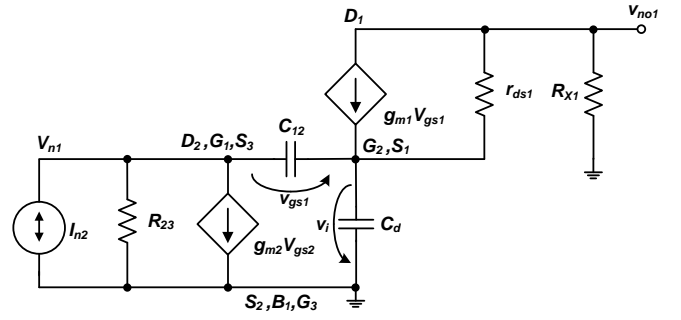 D1
vno1
gm1Vgs1
rds1
RX1
C12
Vn1
D2,G1,S3
G2,S1
vgs1
In2
R23
gm2Vgs2
vi
Cd
S2,B1,G3